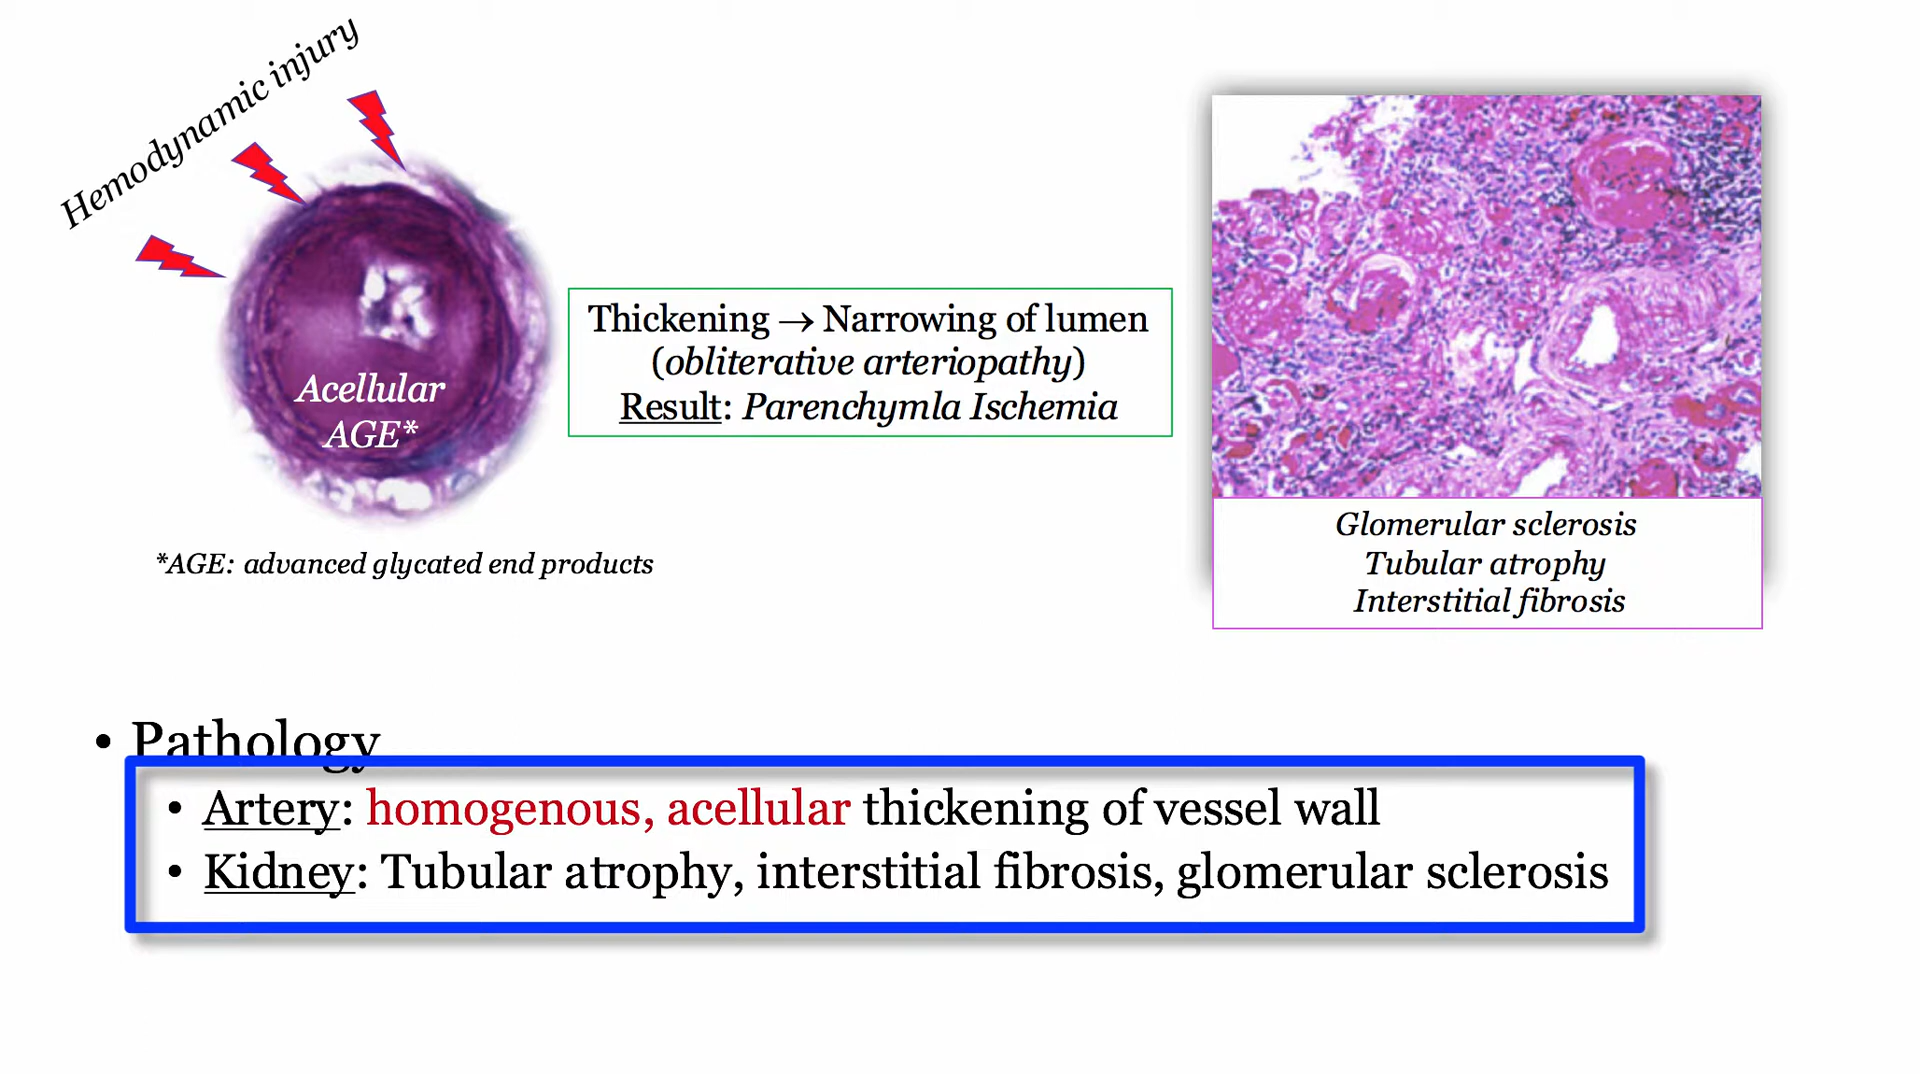 Hemodynamic injury
Acellular
AGE*
*AGE: advanced glycated end products
Thickening → Narrowing of lumen
(obliterative arteriopathy)
Result: Parenchymla Ischemia
Glomerular sclerosis
Tubular atrophy
Interstitial fibrosis
• Pathology
• Artery: homogenous, acellular thickening of vessel wall
• Kidney: Tubular atrophy, interstitial fibrosis, glomerular sclerosis